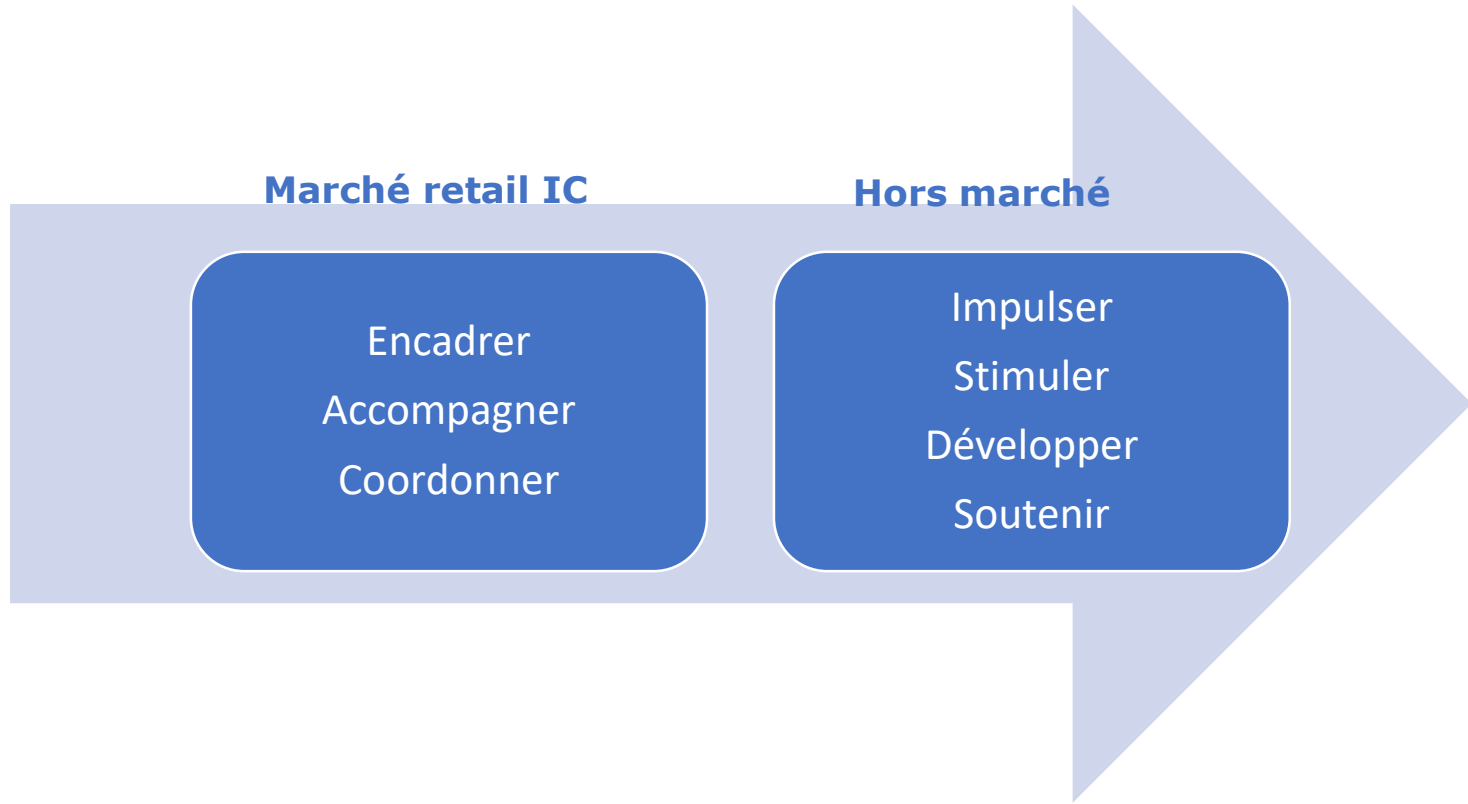 Marché retail IC
Encadrer
Accompagner
Coordonner
Hors marché
Impulser
Stimuler
Développer
Soutenir